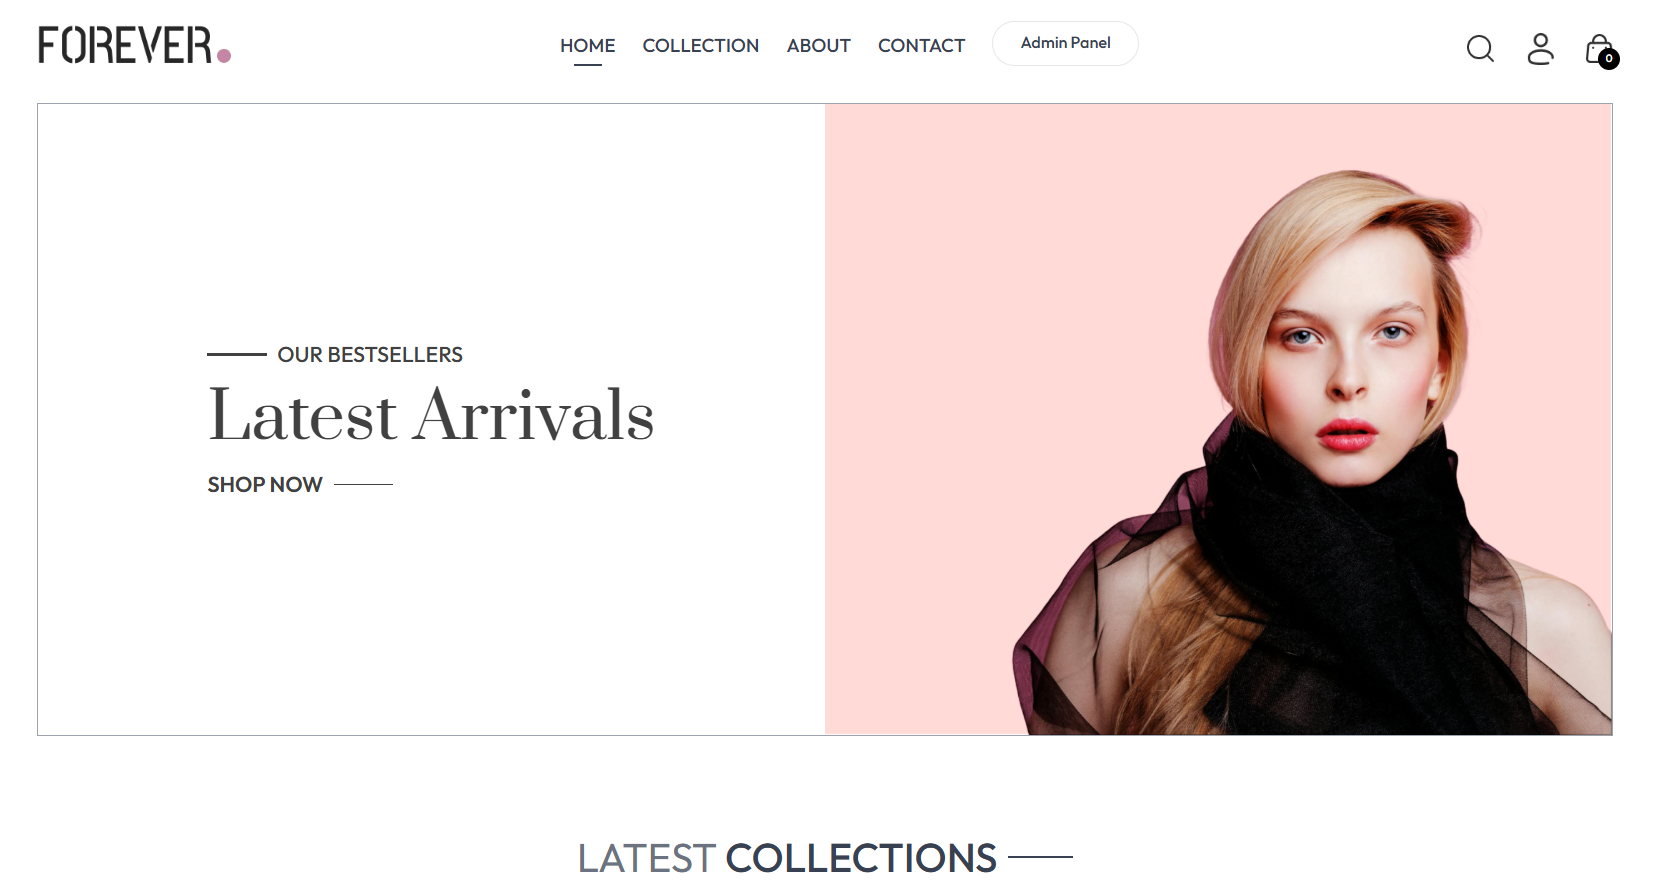 FOREVER.
HOME COLLECTION ABOUT CONTACT Admin Panel
0
OUR BESTSELLERS
Latest Arrivals
SHOP NOW
LATEST COLLECTIONS